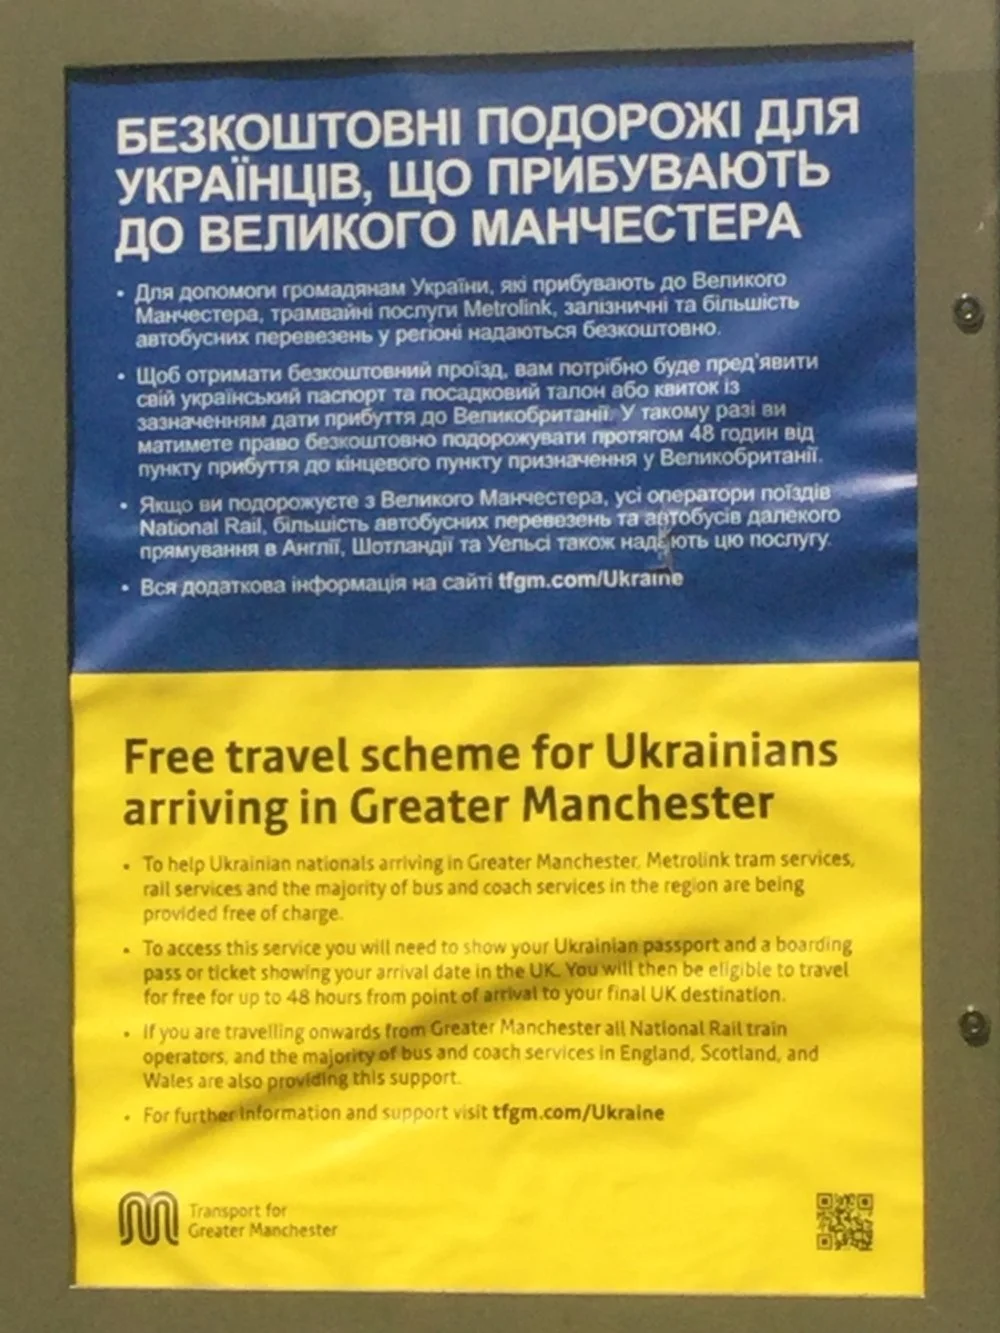 БЕЗКОШТОВНІ ПОДОРОЖІ ДЛЯ
УКРАЇНЦІВ, ЩО ПРИБУВАЮТЬ
ДО ВЕЛИКОГО МАНЧЕСТЕРА
• Для допомоги громадянам України, які прибувають до Великого
Манчестера, трамвайні послуги Metrolink, залізничні та більшість
автобусних перевезень у регіоні надаються безкоштовно.
• Щоб отримати безкоштовний проїзд, вам потрібно буде пред'явити
свій український паспорт та посадковий талон або квиток із
зазначенням дати прибуття до Великобританії. У такому разі ви
матимете право безкоштовно подорожувати протягом 48 годин від
пункту прибуття до кінцевого пункту призначення у Великобританії.
• Якщо ви подорожуєте з Великого Манчестера, усі оператори поїздів
National Rail, більшість автобусних перевезень та автобусів далекого
прямування в Англії, Шотландії та Уельсі також надають цю послугу.
• Вся додаткова інформація на сайті tfgm.com/Ukraine
Free travel scheme for Ukrainians
arriving in Greater Manchester
• To help Ukrainian nationals arriving in Greater Manchester, Metrolink tram services,
rail services and the majority of bus and coach services in the region are being
provided free of charge.
• To access this service you will need to show your Ukrainian passport and a boarding
pass or ticket showing your arrival date in the UK. You will then be eligible to travel
for free for up to 48 hours from point of arrival to your final UK destination.
• If you are travelling onwards from Greater Manchester all National Rail train
operators, and the majority of bus and coach services in England, Scotland, and
Wales are also providing this support.
• For further information and support visit tfgm.com/Ukraine
Transport for
Greater Manchester